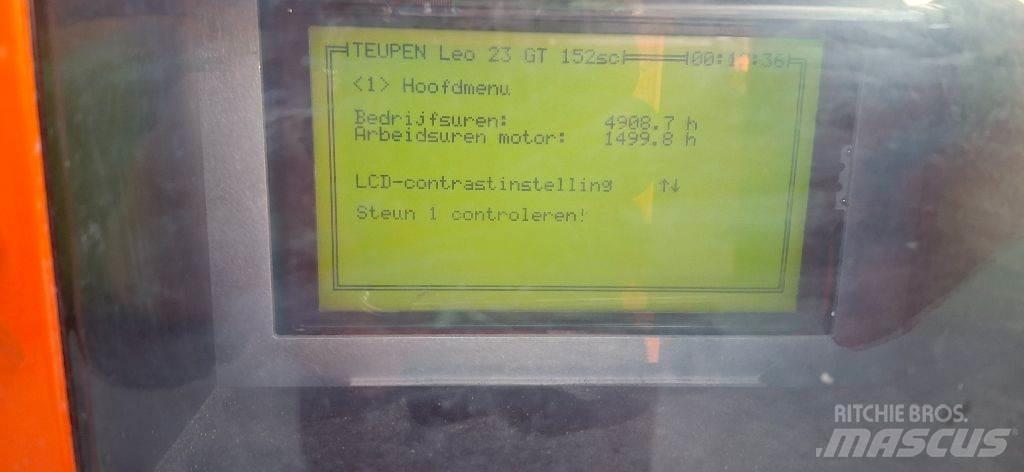 TEUPEN Leo 23 GT 152sc
<1> Hoofdmenu
Bedrijfsuren: 4908.7 h
Arbeidsuren motor: 1499.8 h
LCD-contrastinstelling ↑↓
Steun 1 controleren!
RITCHIE BROS.
MASCUS